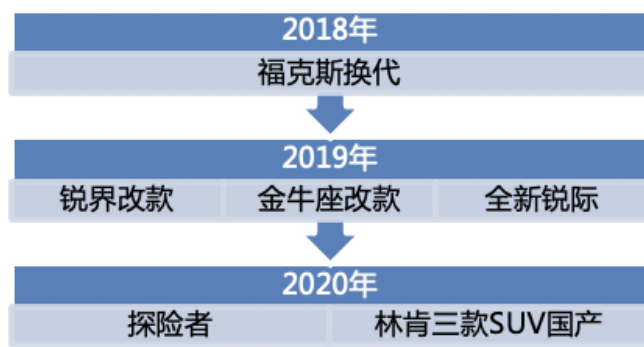 2018年
福克斯换代
2019年
锐界改款 金牛座改款 全新锐际
2020年
探险者 林肯三款SUV国产